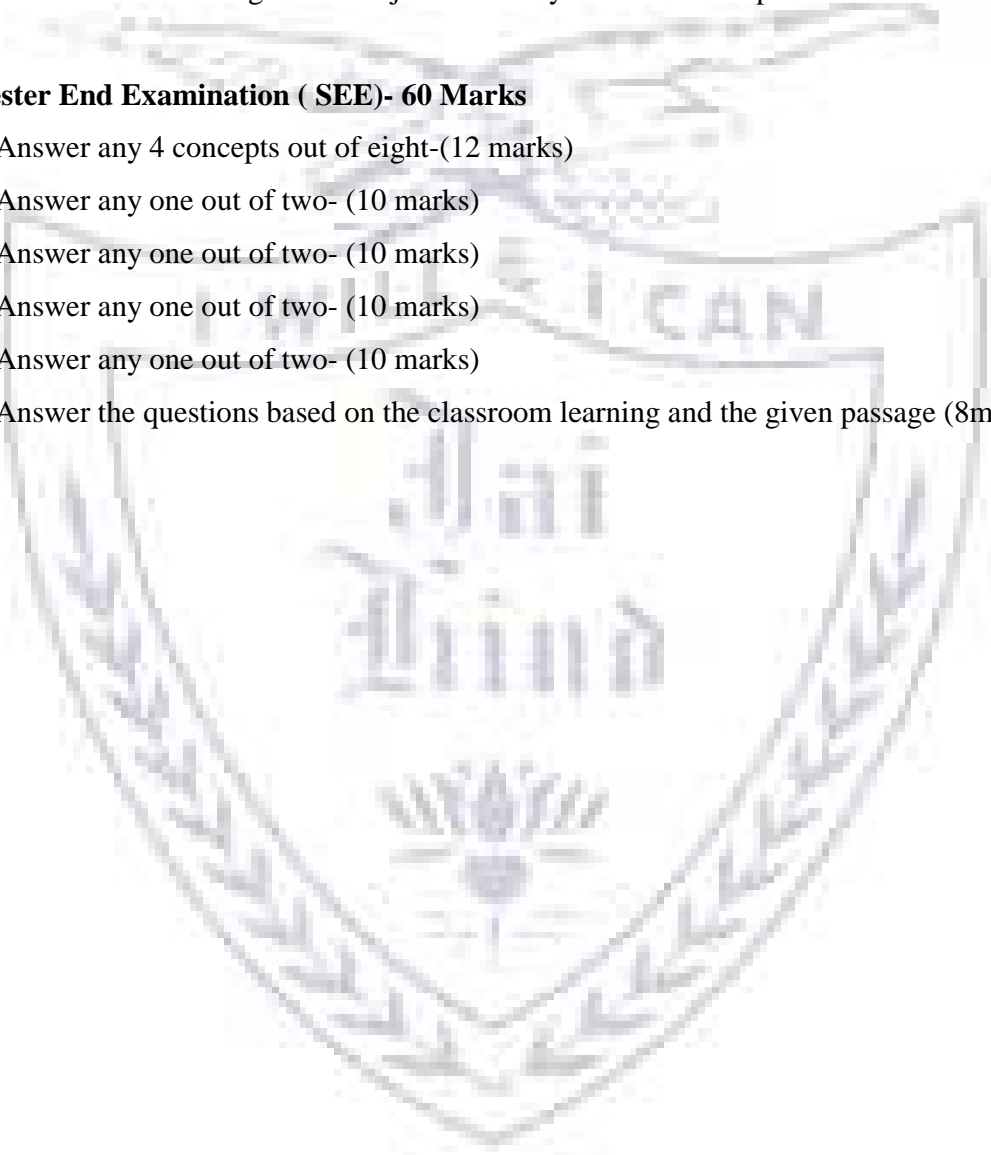 ster End Examination ( SEE)- 60 Marks
Answer any 4 concepts out of eight-(12 marks)
Answer any one out of two- (10 marks)
Answer any one out of two- (10 marks)
I WILL & I CAN
Answer any one out of two- (10 marks)
Answer any one out of two- (10 marks)
Answer the questions based on the classroom learning and the given passage (8m
Jai
Hind